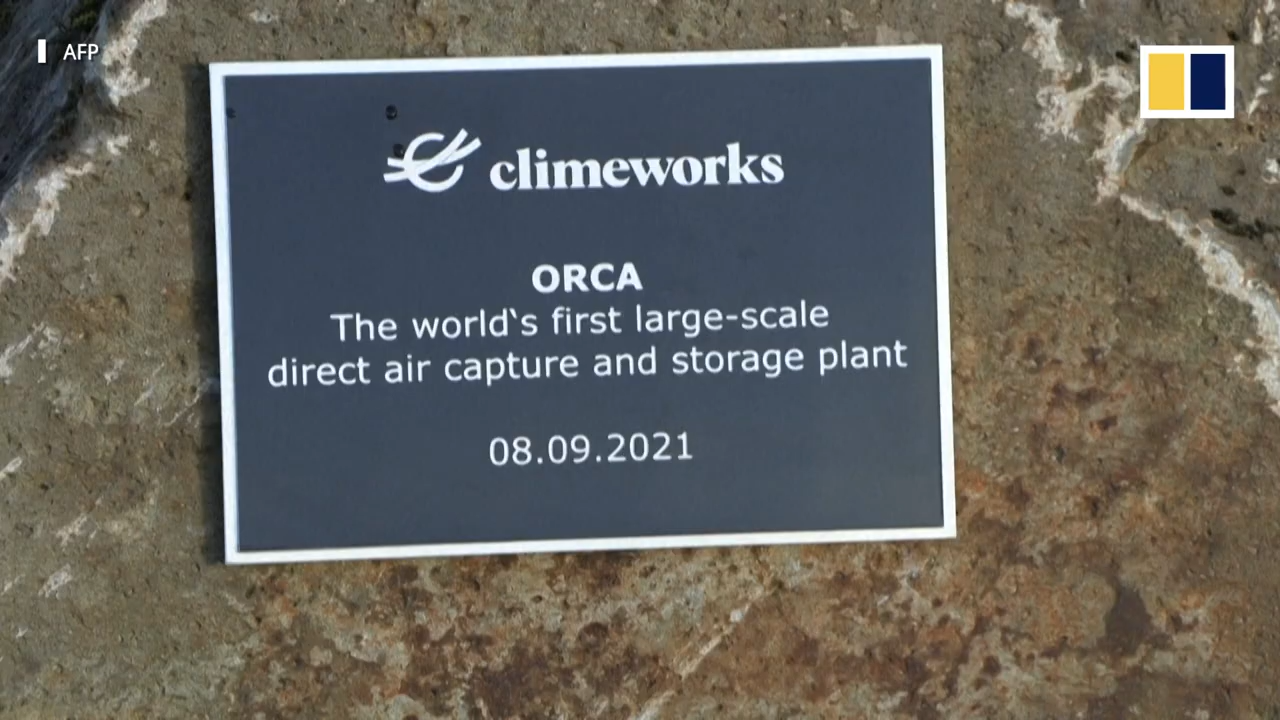 AFP
climeworks
ORCA
The world‘s first large-scale
direct air capture and storage plant
08.09.2021